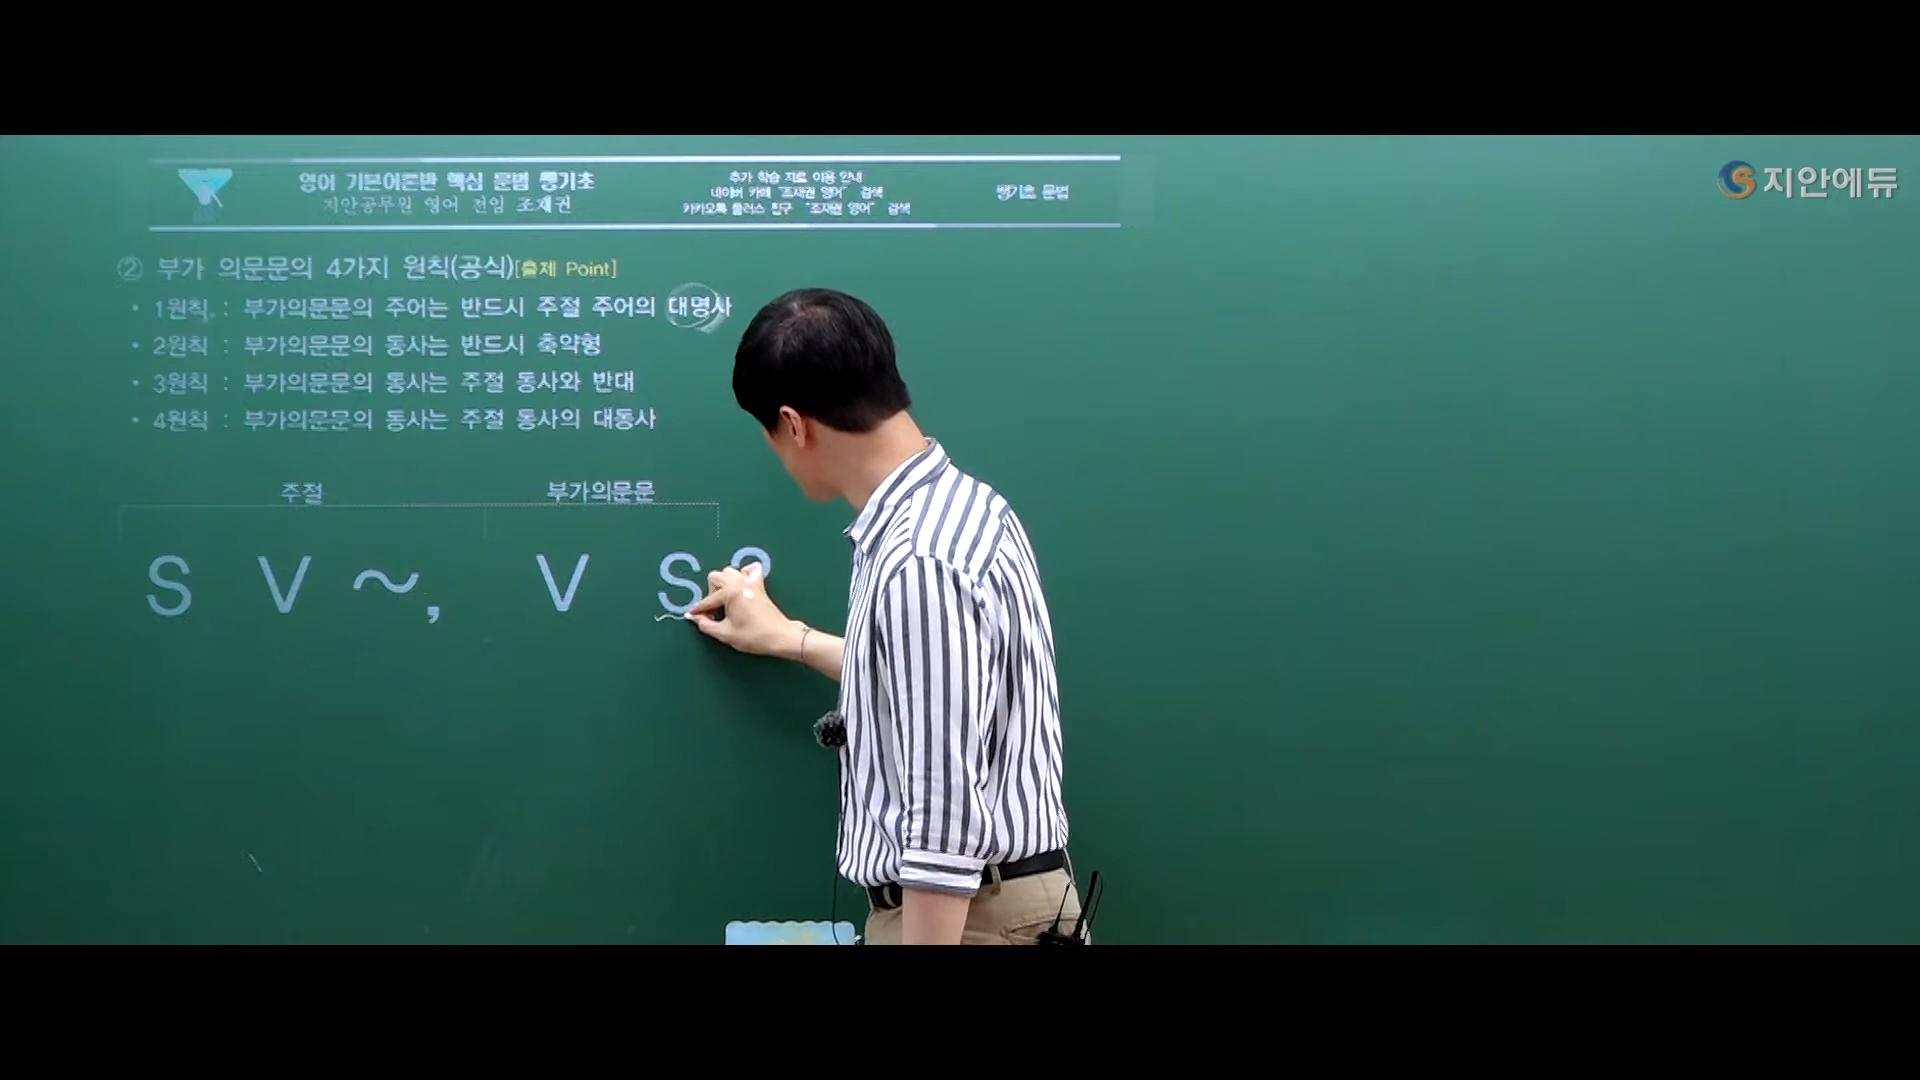 지안에듀
영어 기본이론반 핵심 문법 쌩기초
지안공무원 영어 전임 조재권
추가 학습 자료 이용 안내
네이버 카페 "조재권 영어" 검색
카카오톡 플러스 친구 "조재권 영어" 검색
쌩기초 문법
② 부가 의문문의 4가지 원칙(공식)[출제 Point]
• 1원칙 : 부가의문문의 주어는 반드시 주절 주어의 대명사
• 2원칙 : 부가의문문의 동사는 반드시 축약형
• 3원칙 : 부가의문문의 동사는 주절 동사와 반대
• 4원칙 : 부가의문문의 동사는 주절 동사의 대동사
주절 부가의문문
S V ~, V S?